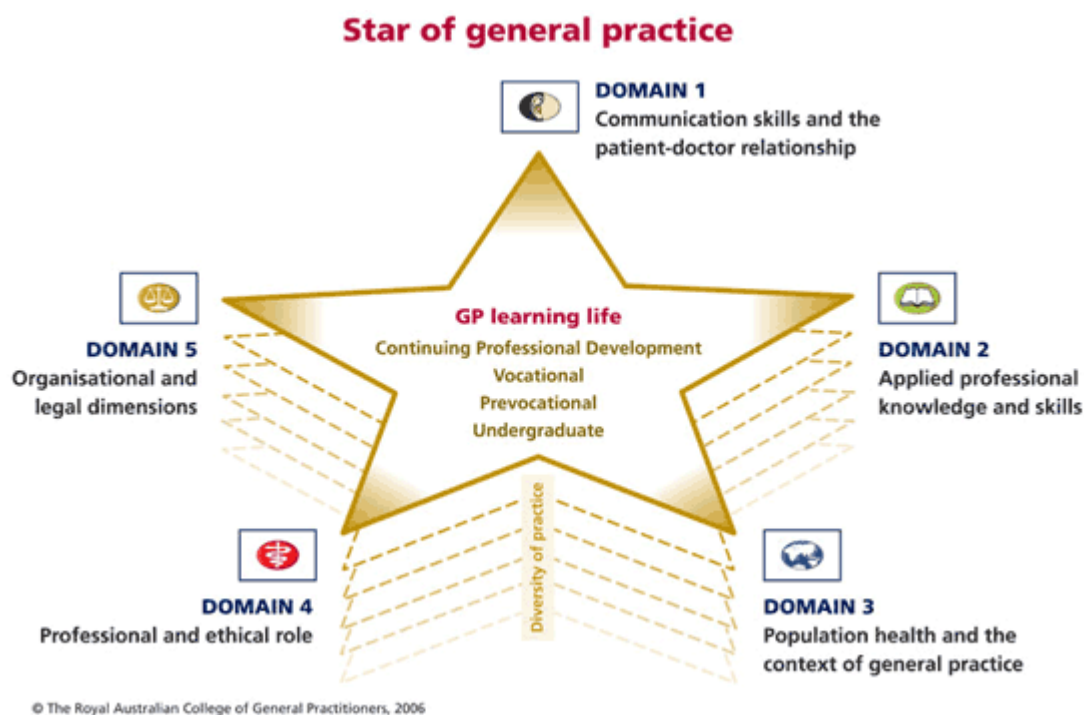 Star of general practice
DOMAIN 1
Communication skills and the
patient-doctor relationship
DOMAIN 5
Organisational and
legal dimensions
GP learning life
Continuing Professional Development
Vocational
Prevocational
Undergraduate
DOMAIN 2
Applied professional
knowledge and skills
Diversity of practice
DOMAIN 4
Professional and ethical role
DOMAIN 3
Population health and the
context of general practice
© The Royal Australian College of General Practitioners, 2006